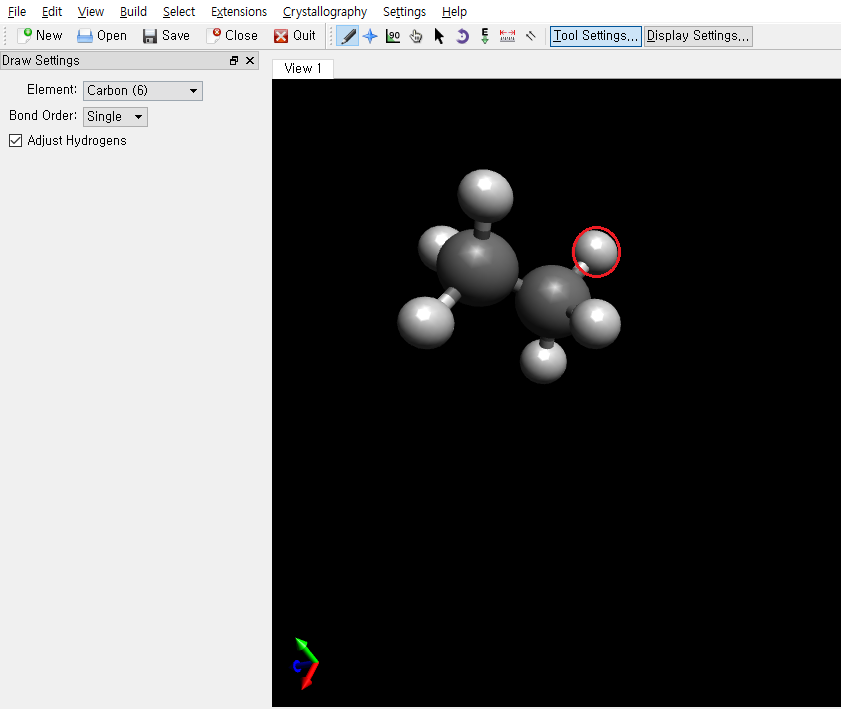 File Edit View Build Select Extensions Crystallography Settings Help
New Open Save Close Quit 90 E Tool Settings... Display Settings...
Draw Settings
View 1
Element: Carbon (6)
Bond Order: Single
Adjust Hydrogens